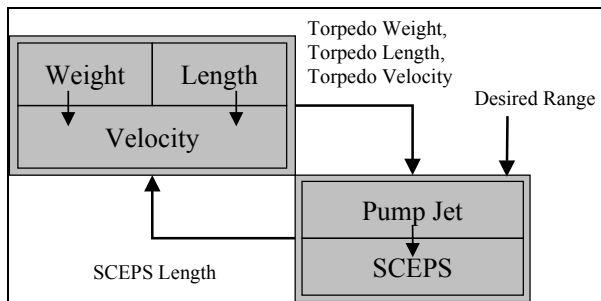 Weight
Length
Velocity
Torpedo Weight,
Torpedo Length,
Torpedo Velocity
Desired Range
Pump Jet
SCEPS
SCEPS Length